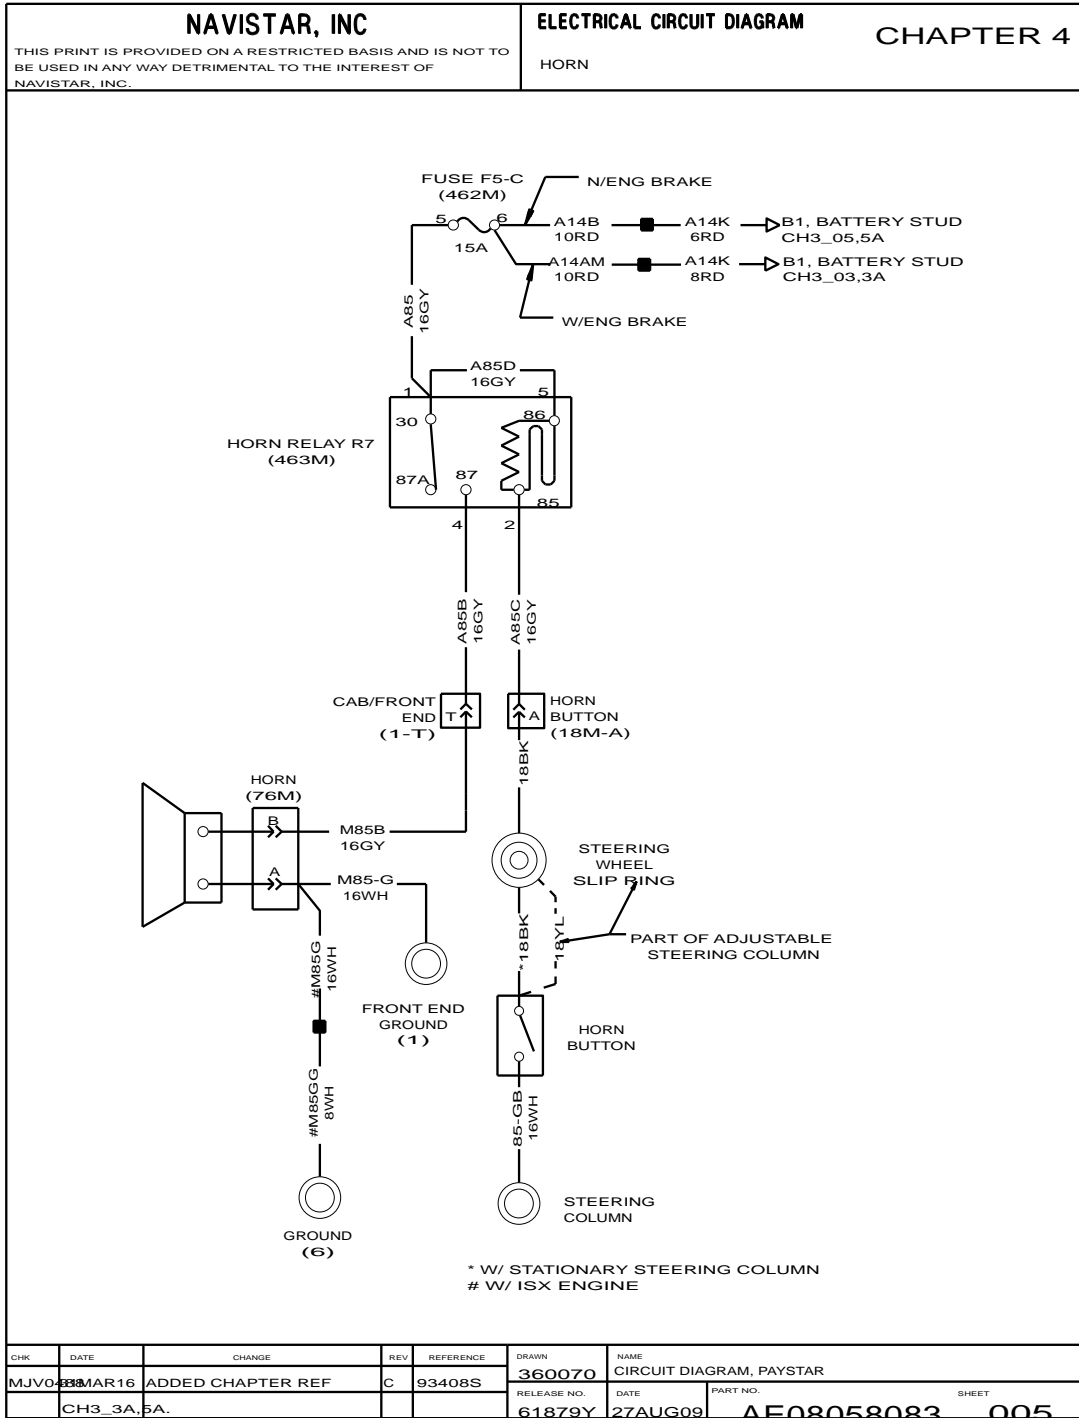 NAVISTAR, INC
THIS PRINT IS PROVIDED ON A RESTRICTED BASIS AND IS NOT TO
BE USED IN ANY WAY DETRIMENTAL TO THE INTEREST OF
NAVISTAR, INC.
ELECTRICAL CIRCUIT DIAGRAM
HORN
CHAPTER 4
FUSE F5-C
(462M)
5
6
15A
N/ENG BRAKE
A14B
10RD
A14K
6RD
B1, BATTERY STUD
CH3_05,5A
A14AM
10RD
A14K
8RD
B1, BATTERY STUD
CH3_03,3A
W/ENG BRAKE
A85
16GY
A85D
16GY
1
5
30
86
HORN RELAY R7
(463M)
87A
87
85
4
2
A85B
16GY
A85C
16GY
CAB/FRONT
END
(1-T)
T
A
HORN
BUTTON
(18M-A)
18BK
HORN
(76M)
B
M85B
16GY
A
M85-G
16WH
STEERING
WHEEL
SLIP RING
*18BK
18YL
PART OF ADJUSTABLE
STEERING COLUMN
#M85G
16WH
FRONT END
GROUND
(1)
HORN
BUTTON
#M85GG
8WH
85-GB
16WH
GROUND
(6)
STEERING
COLUMN
* W/ STATIONARY STEERING COLUMN
# W/ ISX ENGINE
CHK
DATE
CHANGE
REV
REFERENCE
DRAWN
NAME
MAR16
ADDED CHAPTER REF
C
93408S
360070
CIRCUIT DIAGRAM, PAYSTAR
CH3_3A,5A.
RELEASE NO.
DATE
PART NO.
SHEET
61879Y
27AUG09
AE08058083
005